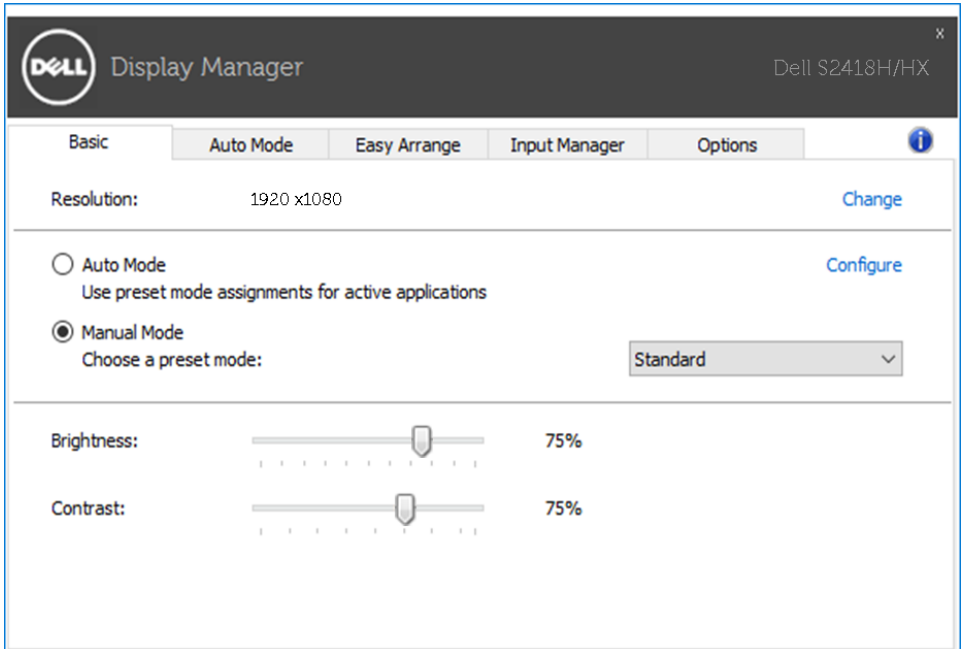 x
DELL Display Manager
Dell S2418H/HX
Basic Auto Mode Easy Arrange Input Manager Options i
Resolution: 1920 x1080 Change
Auto Mode Configure
Use preset mode assignments for active applications
Manual Mode
Choose a preset mode: Standard
Brightness: 75%
Contrast: 75%